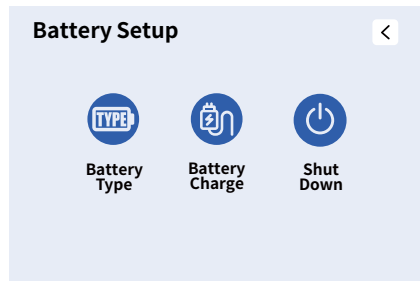 Battery Setup
TYPE
Battery
Type
Battery
Charge
Shut
Down